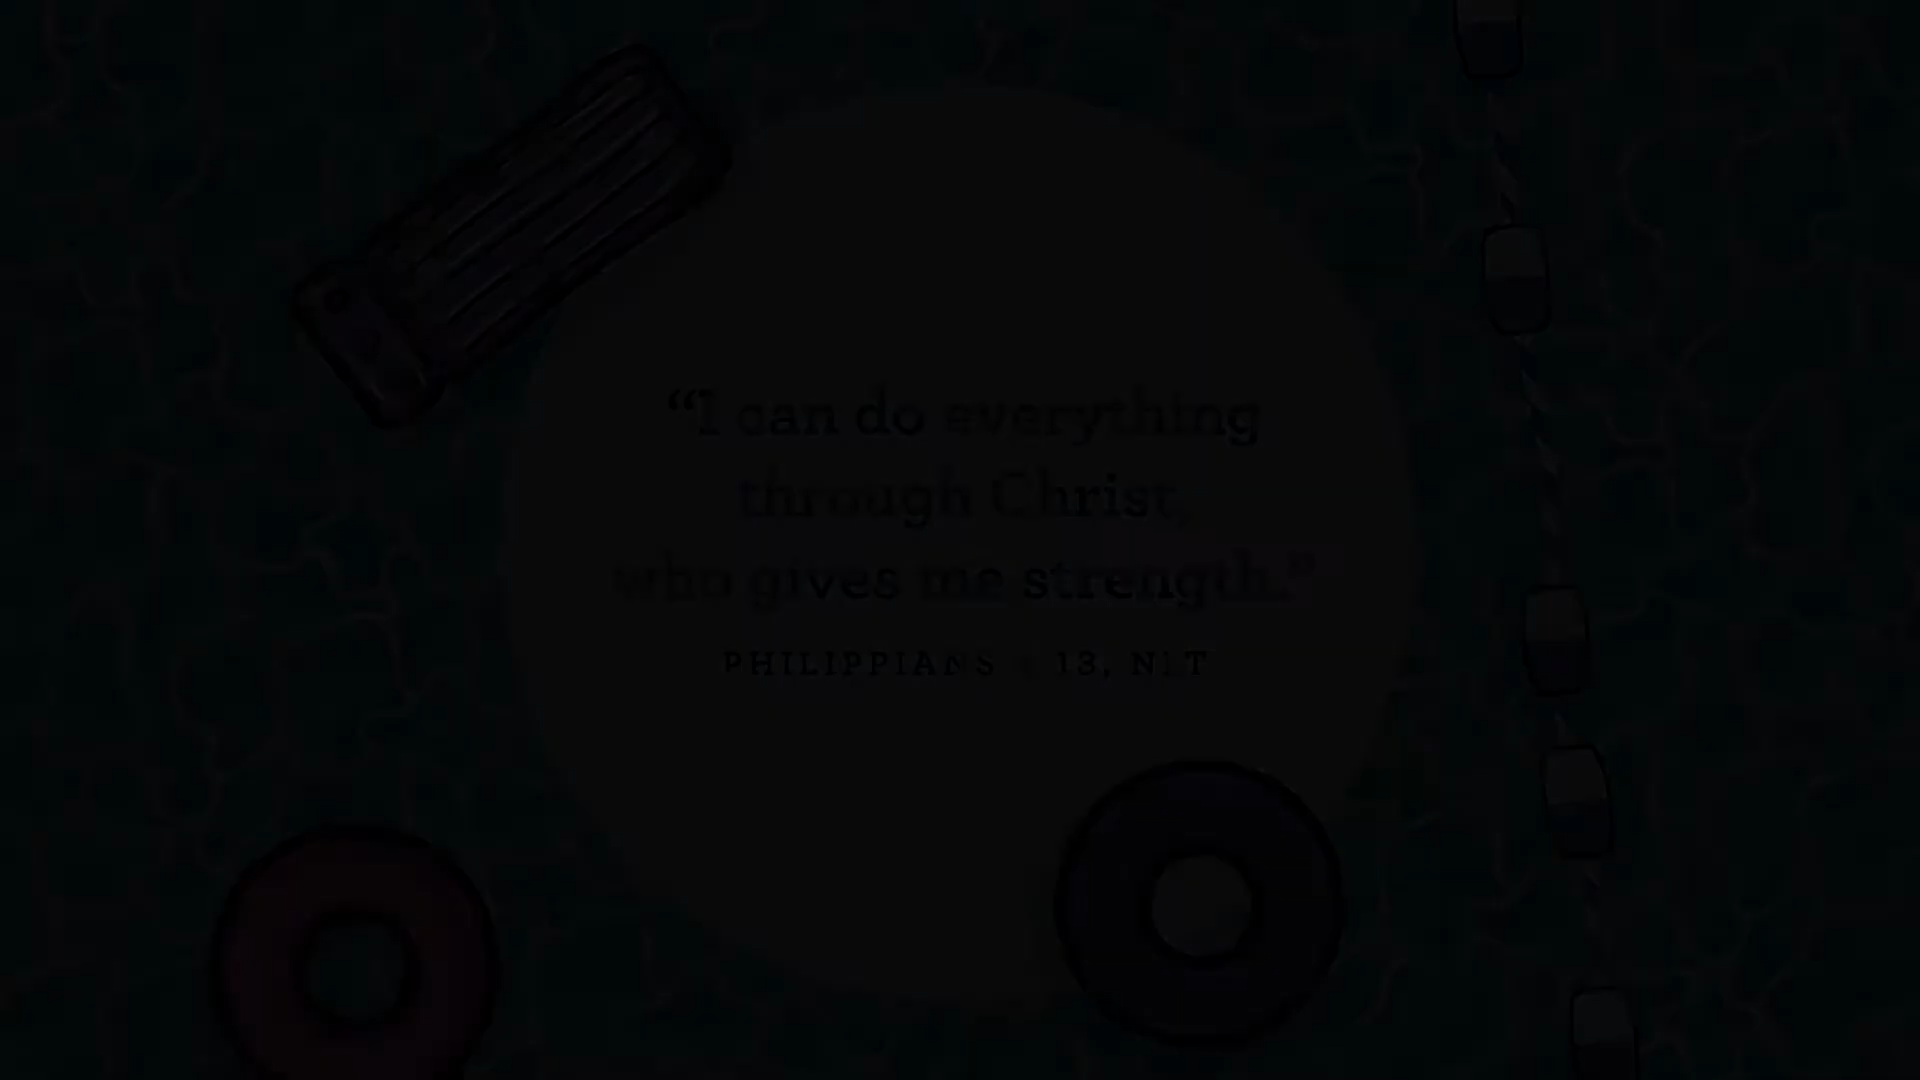 “I can do everything
through Christ,
who gives me strength.”
PHILIPPIANS 13, NLT